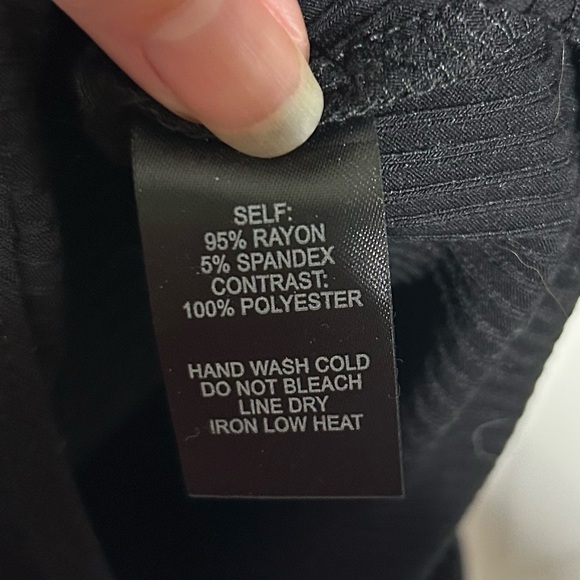 SELF:
95% RAYON
5% SPANDEX
CONTRAST:
100% POLYESTER
HAND WASH COLD
DO NOT BLEACH
LINE DRY
IRON LOW HEAT